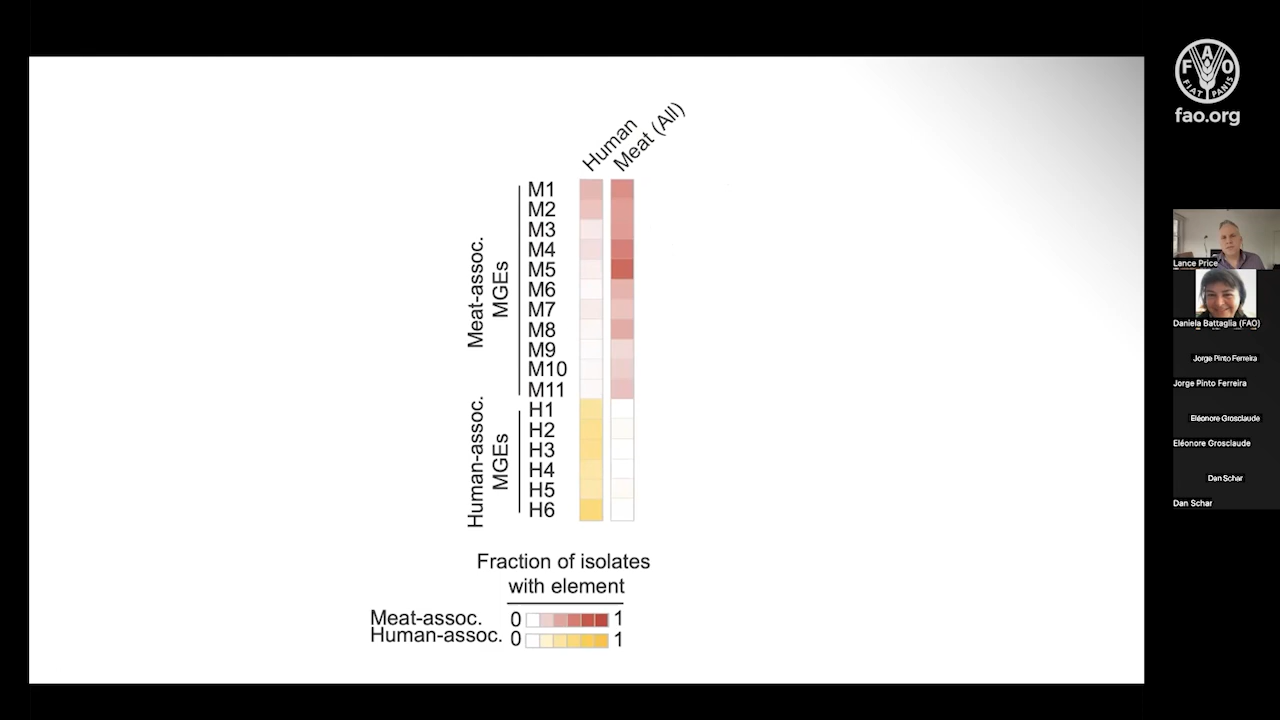 FAO
FIAT PANIS
fao.org
Human
Meat (All)
Meat-assoc.
MGEs
M1
M2
M3
M4
M5
M6
M7
M8
M9
M10
M11
Human-assoc.
MGEs
H1
H2
H3
H4
H5
H6
Fraction of isolates
with element
Meat-assoc. 0 1
Human-assoc. 0 1
Lance Price
Daniela Battaglia (FAO)
Jorge Pinto Ferreira
Jorge Pinto Ferreira
Eléonore Grosclaude
Eléonore Grosclaude
Dan Schar
Dan Schar